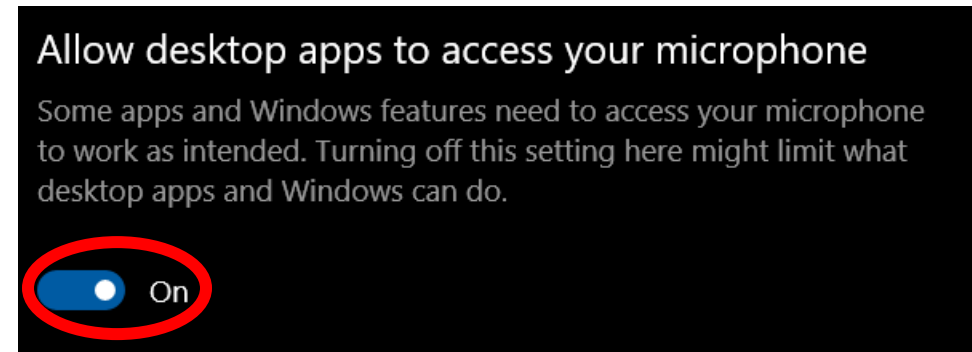 Allow desktop apps to access your microphone
Some apps and Windows features need to access your microphone
to work as intended. Turning off this setting here might limit what
desktop apps and Windows can do.
On